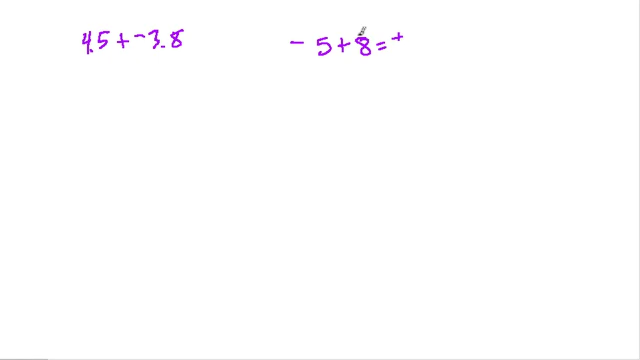 4.5 + -3.8
- 5 + 8 = +